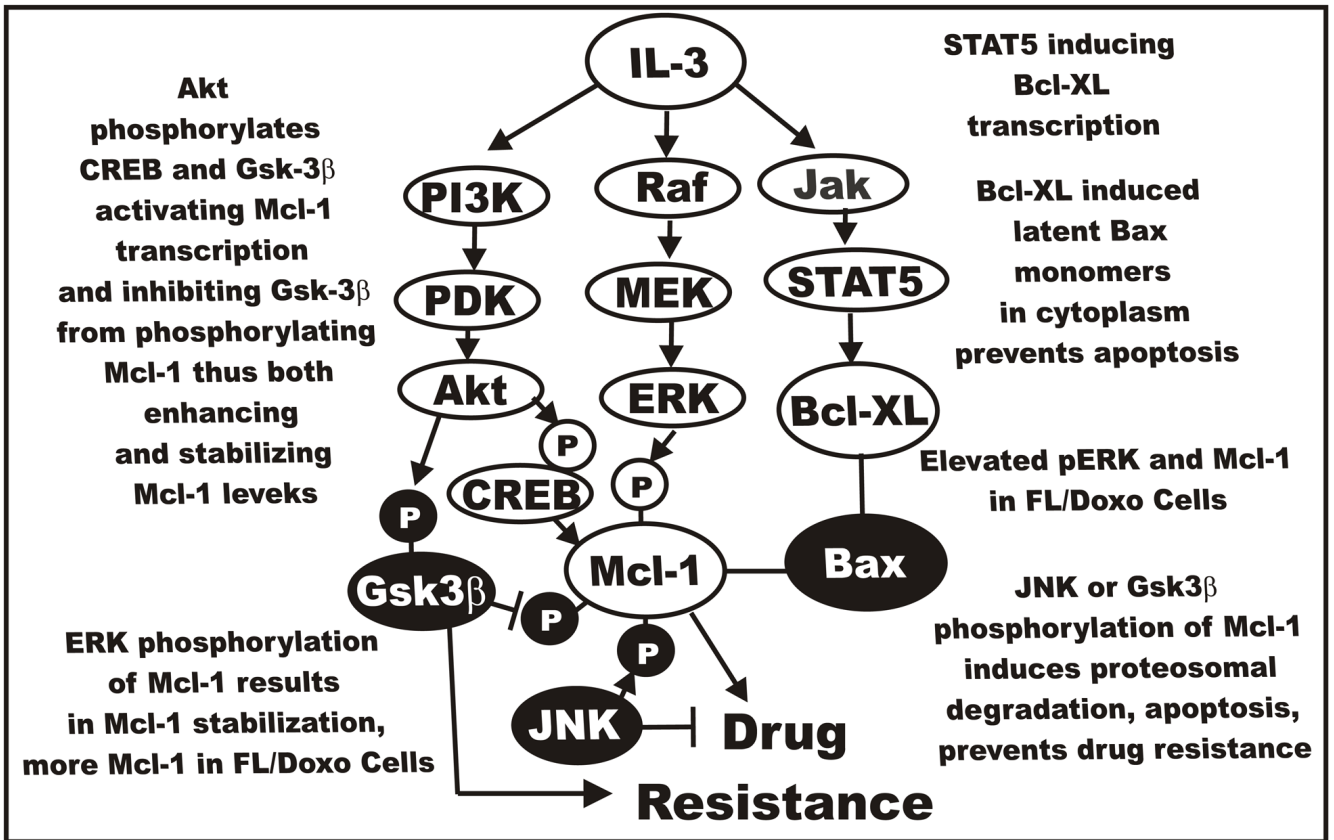 IL-3
STAT5 inducing
Bcl-XL
transcription
Akt
phosphorylates
CREB and Gsk-3β
activating Mcl-1
transcription
and inhibiting Gsk-3β
from phosphorylating
Mcl-1 thus both
enhancing
and stabilizing
Mcl-1 leveks
PI3K
Raf
Jak
Bcl-XL induced
latent Bax
monomers
in cytoplasm
prevents apoptosis
PDK
MEK
STAT5
Akt
ERK
Bcl-XL
P
P
P
CREB
Elevated pERK and Mcl-1
in FL/Doxo Cells
Gsk3β
P
Mcl-1
Bax
P
JNK
JNK or Gsk3β
phosphorylation of Mcl-1
induces proteosomal
degradation, apoptosis,
prevents drug resistance
ERK phosphorylation
of Mcl-1 results
in Mcl-1 stabilization,
more Mcl-1 in FL/Doxo Cells
Drug
Resistance